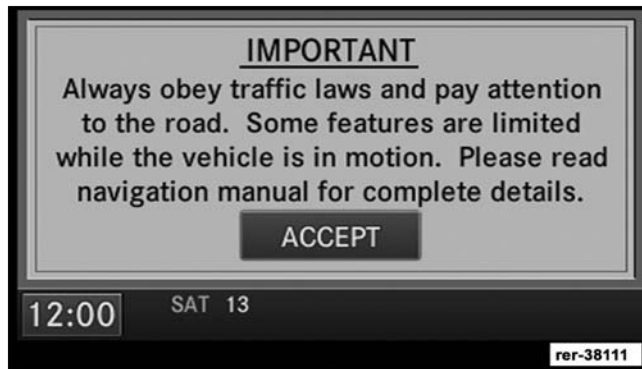 IMPORTANT
Always obey traffic laws and pay attention
to the road.  Some features are limited
while the vehicle is in motion.  Please read
navigation manual for complete details.
ACCEPT
12:00
SAT 13
rer-38111